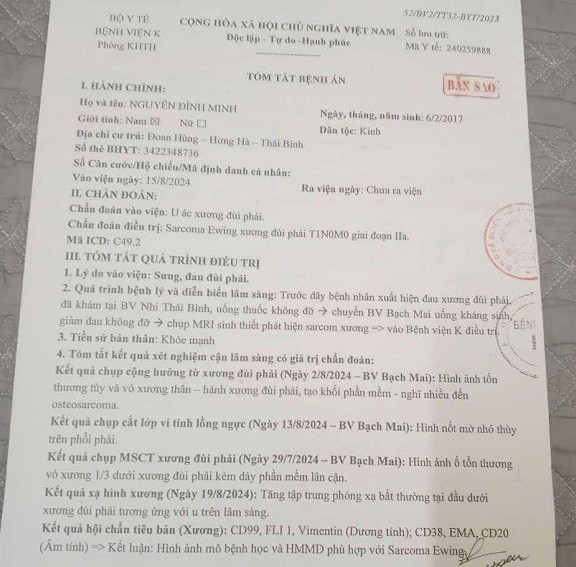 52/BV2/TT32-BYT/2023
BỘ Y TẾ
BỆNH VIỆN K
Phòng KHTH
CỘNG HÒA XÃ HỘI CHỦ NGHĨA VIỆT NAM
Độc lập - Tự do -Hạnh phúc
Số lưu trữ:
Mã Y tế: 240259888
TÓM TẮT BỆNH ÁN
BẢN SAO
I. HÀNH CHÍNH:
Họ và tên: NGUYỄN ĐÌNH MINH
Ngày, tháng, năm sinh: 6/2/2017
Giới tính: Nam ☒ Nữ ☐
Dân tộc: Kinh
Địa chỉ cư trú: Đoan Hùng – Hưng Hà – Thái Bình
Số thẻ BHYT: 3422348736
Số Căn cước/Hộ chiếu/Mã định danh cá nhân:
Vào viện ngày: 15/8/2024
Ra viện ngày: Chưa ra viện
II. CHẨN ĐOÁN:
Chẩn đoán vào viện: U ác xương đùi phải.
Chẩn đoán điều trị: Sarcoma Ewing xương đùi phải T1N0M0 giai đoạn IIa.
Mã ICD: C49.2
III. TÓM TẮT QUÁ TRÌNH ĐIỀU TRỊ
1. Lý do vào viện: Sưng, đau đùi phải.
2. Quá trình bệnh lý và diễn biến lâm sàng: Trước đây bệnh nhân xuất hiện đau xương đùi phải,
đã khám tại BV Nhi Thái Bình, uống thuốc không đỡ → chuyển BV Bạch Mai uống kháng sinh,
giảm đau không đỡ → chụp MRI sinh thiết phát hiện sarcom xương => vào Bệnh viện K điều trị.
BỆNH
3. Tiền sử bản thân: Khỏe mạnh
4. Tóm tắt kết quả xét nghiệm cận lâm sàng có giá trị chẩn đoán:
Kết quả chụp cộng hưởng từ xương đùi phải (Ngày 2/8/2024 – BV Bạch Mai): Hình ảnh tổn
thương tủy và vỏ xương thân – hành xương đùi phải, tạo khối phần mềm - nghĩ nhiều đến
osteosarcoma.
Kết quả chụp cắt lớp vi tính lồng ngực (Ngày 13/8/2024 – BV Bạch Mai): Hình nốt mờ nhỏ thùy
trên phổi phải.
Kết quả chụp MSCT xương đùi phải (Ngày 29/7/2024 – BV Bạch Mai): Hình ảnh ổ tổn thương
vỏ xương 1/3 dưới xương đùi phải kèm dày phần mềm lân cận.
Kết quả xạ hình xương (Ngày 19/8/2024): Tăng tập trung phóng xạ bất thường tại đầu dưới
xương đùi phải tương ứng với u trên lâm sàng.
Kết quả hội chẩn tiêu bản (Xương): CD99, FLI 1, Vimentin (Dương tính); CD38, EMA, CD20
(Âm tính) => Kết luận: Hình ảnh mô bệnh học và HMMD phù hợp với Sarcoma Ewing